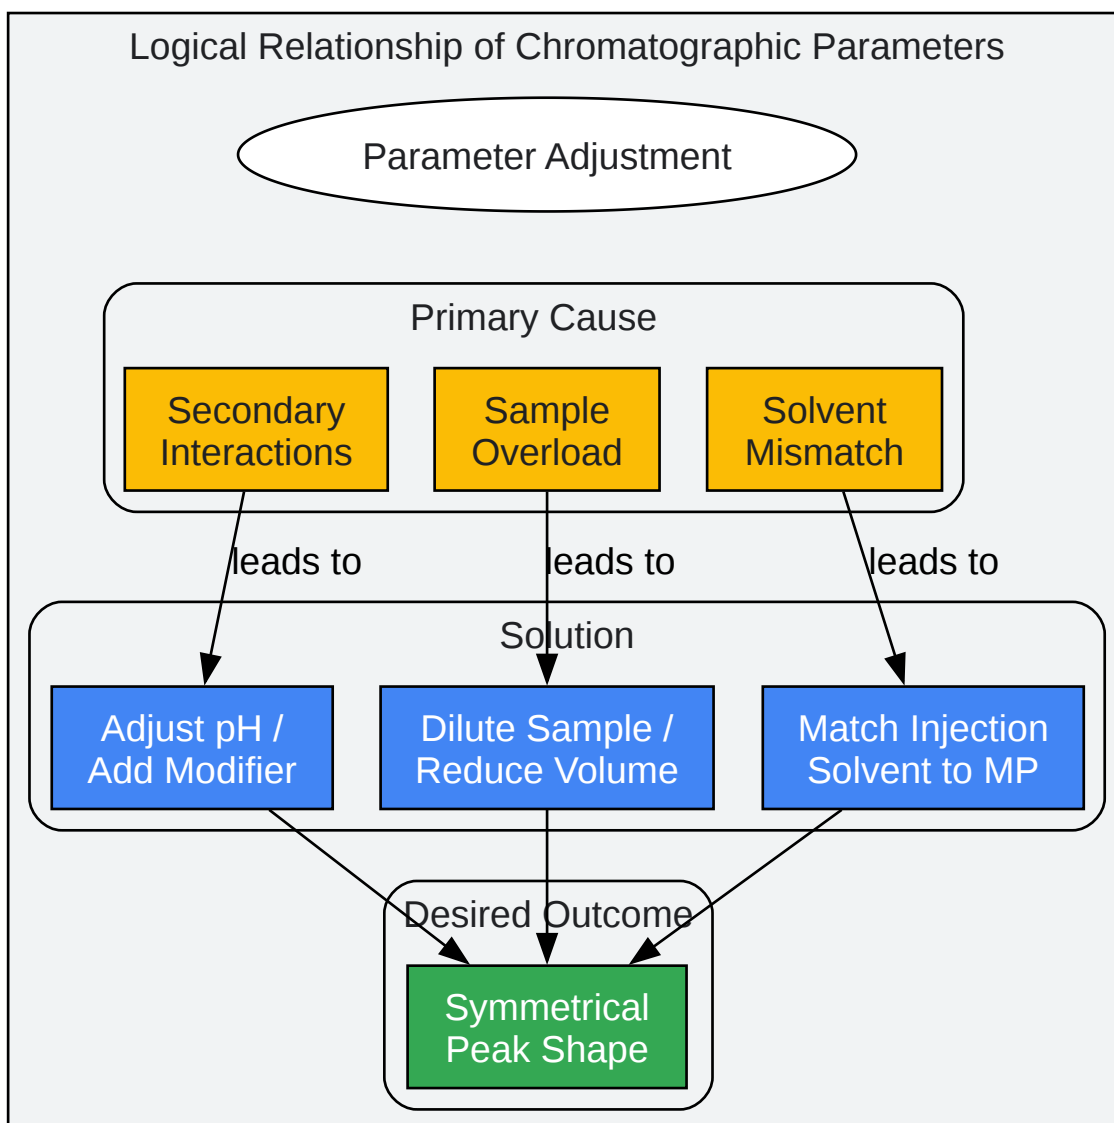 Logical Relationship of Chromatographic Parameters
Parameter Adjustment
Primary Cause
Secondary
Interactions
Sample
Overload
Solvent
Mismatch
leads to
leads to
leads to
Solution
Adjust pH /
Add Modifier
Dilute Sample /
Reduce Volume
Match Injection
Solvent to MP
Desired Outcome
Symmetrical
Peak Shape